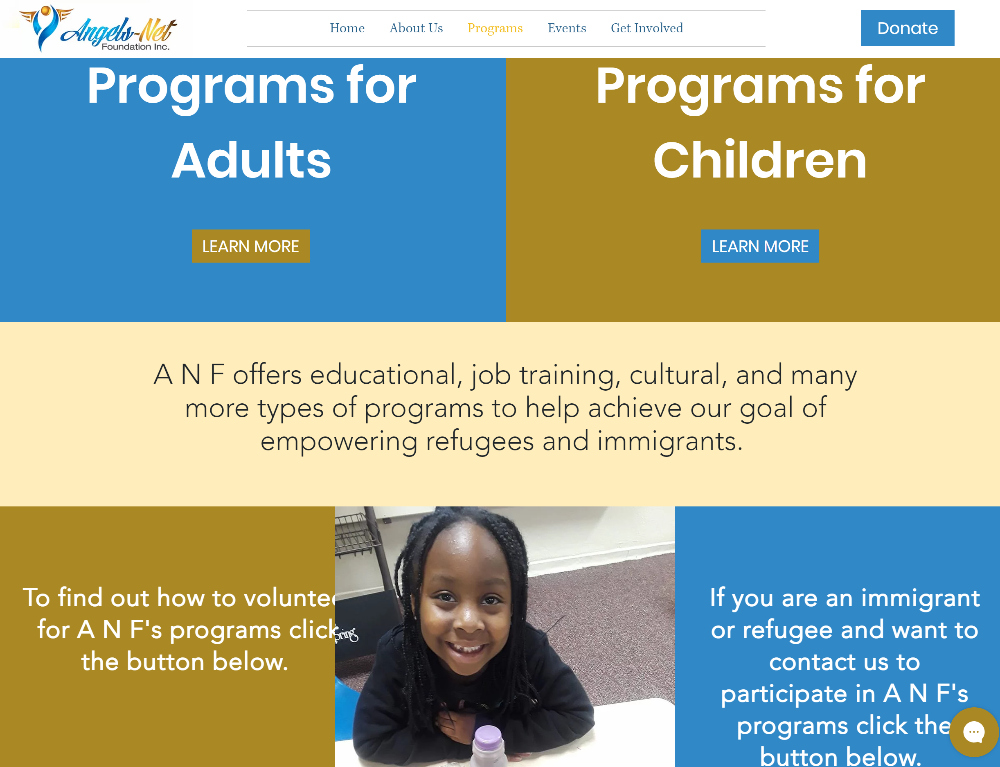 Angels-Net
Foundation Inc.
Home About Us Programs Events Get Involved
Donate
Programs for
Adults
LEARN MORE
Programs for
Children
LEARN MORE
A N F offers educational, job training, cultural, and many
more types of programs to help achieve our goal of
empowering refugees and immigrants.
To find out how to
for A N F's programs click
the button below.
If you are an immigrant
or refugee and want to
contact us to
participate in A N F's
programs click the
button below.